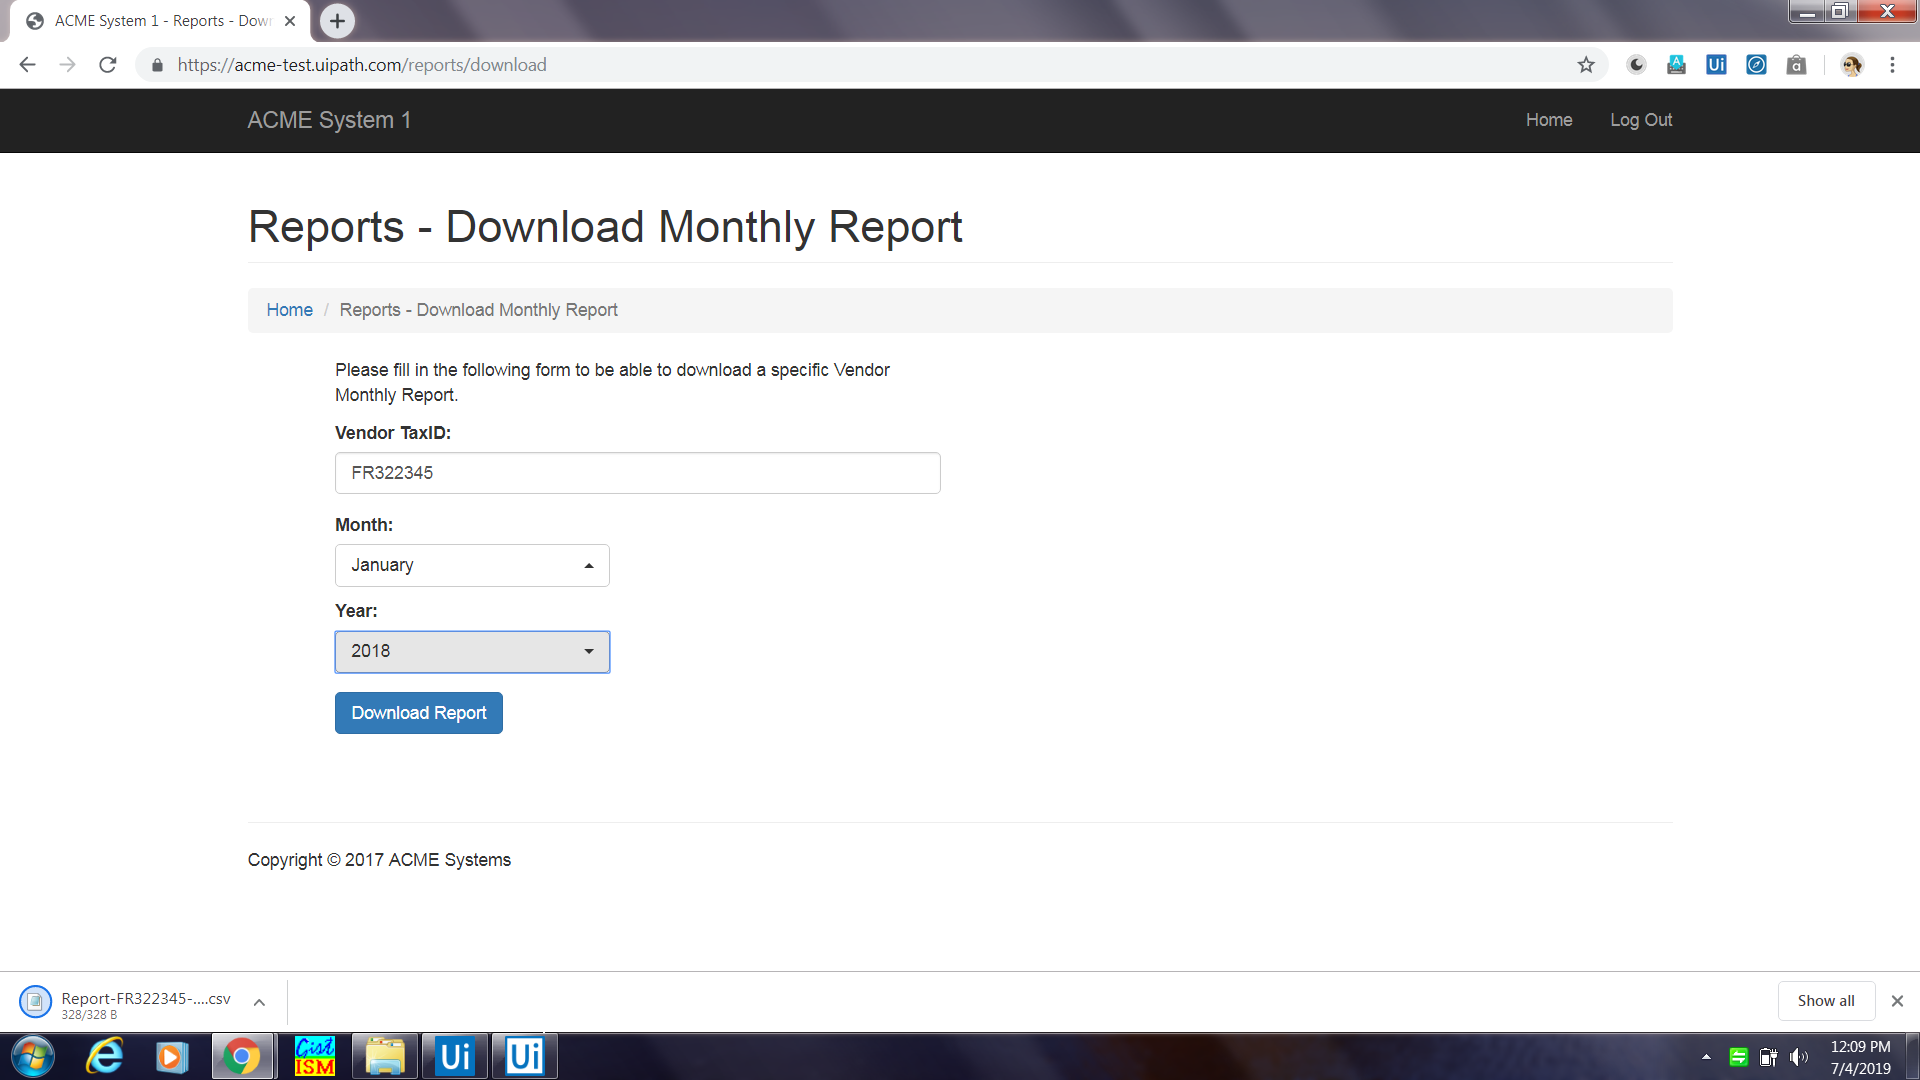 ACME System 1 - Reports - Dow
https://acme-test.uipath.com/reports/download
ACME System 1
Home
Log Out
Reports - Download Monthly Report
Home / Reports - Download Monthly Report
Please fill in the following form to be able to download a specific Vendor
Monthly Report.
Vendor TaxID:
FR322345
Month:
January
Year:
2018
Download Report
Copyright © 2017 ACME Systems
Report-FR322345-....csv
328/328 B
Show all
Gist
ISM
Ui
Ui
12:09 PM
7/4/2019